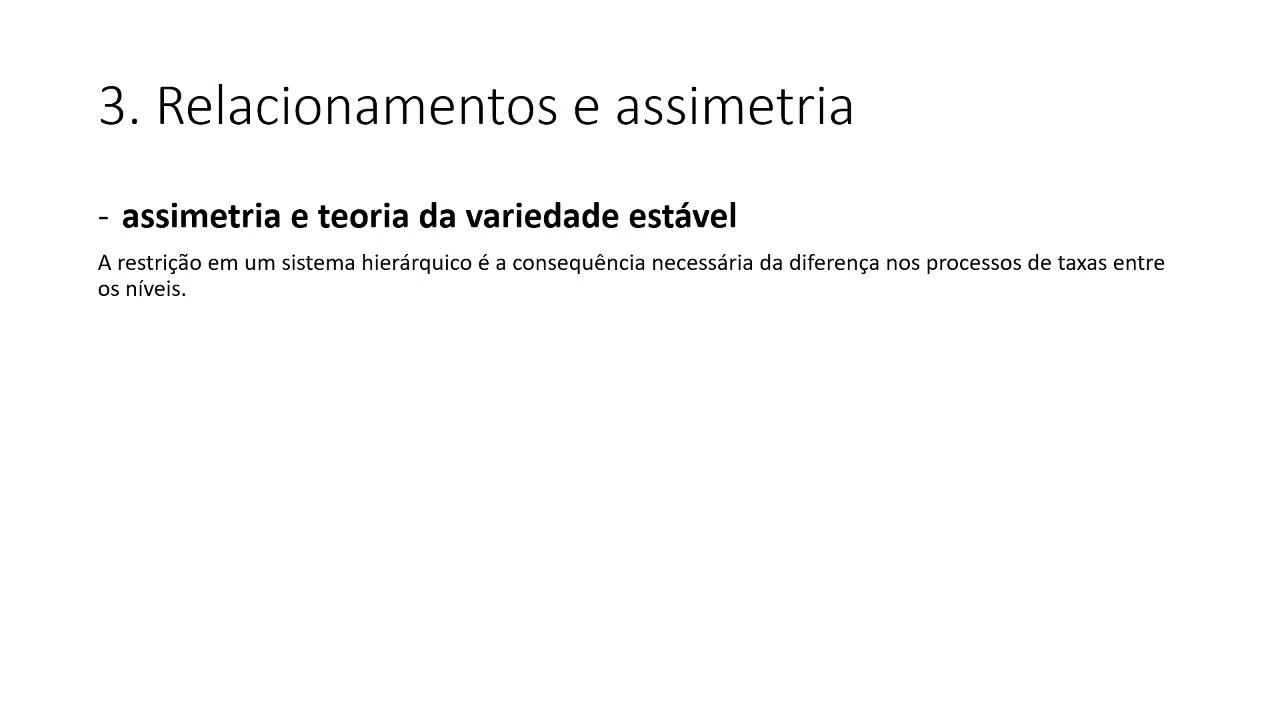 3. Relacionamentos e assimetria
- assimetria e teoria da variedade estável
A restrição em um sistema hierárquico é a consequência necessária da diferença nos processos de taxas entre
os níveis.